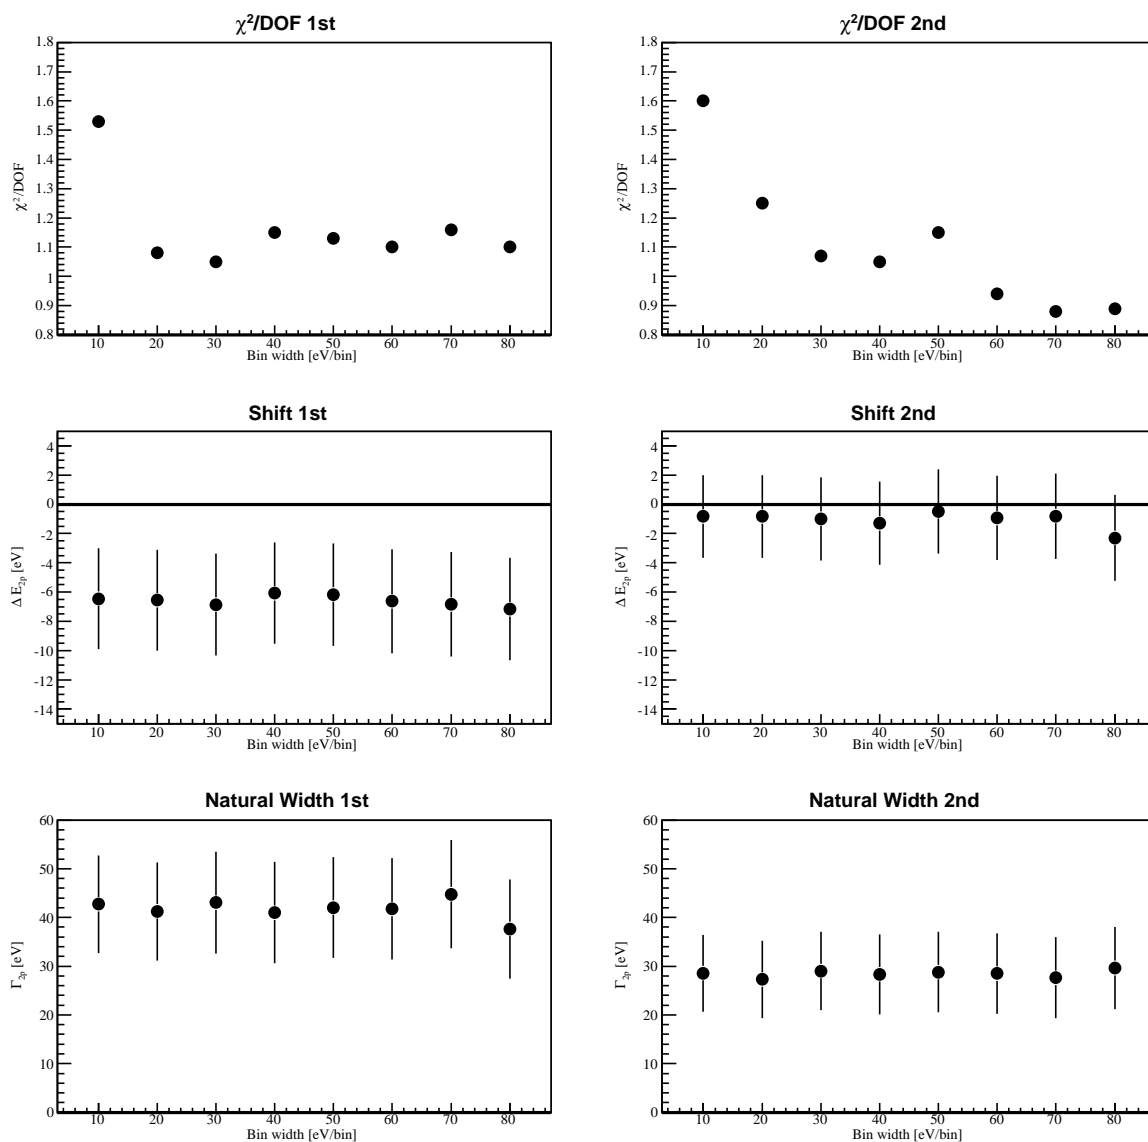 χ²/DOF 1st
1.8
1.7
1.6
1.5
1.4
1.3
1.2
1.1
1
0.9
0.8
χ²/DOF
10 20 30 40 50 60 70 80
Bin width [eV/bin]
χ²/DOF 2nd
1.8
1.7
1.6
1.5
1.4
1.3
1.2
1.1
1
0.9
0.8
χ²/DOF
10 20 30 40 50 60 70 80
Bin width [eV/bin]
Shift 1st
4
2
0
-2
-4
-6
-8
-10
-12
-14
Δ E₂ₚ [eV]
10 20 30 40 50 60 70 80
Bin width [eV/bin]
Shift 2nd
4
2
0
-2
-4
-6
-8
-10
-12
-14
Δ E₂ₚ [eV]
10 20 30 40 50 60 70 80
Bin width [eV/bin]
Natural Width 1st
60
50
40
30
20
10
0
Γ₂ₚ [eV]
10 20 30 40 50 60 70 80
Bin width [eV/bin]
Natural Width 2nd
60
50
40
30
20
10
0
Γ₂ₚ [eV]
10 20 30 40 50 60 70 80
Bin width [eV/bin]